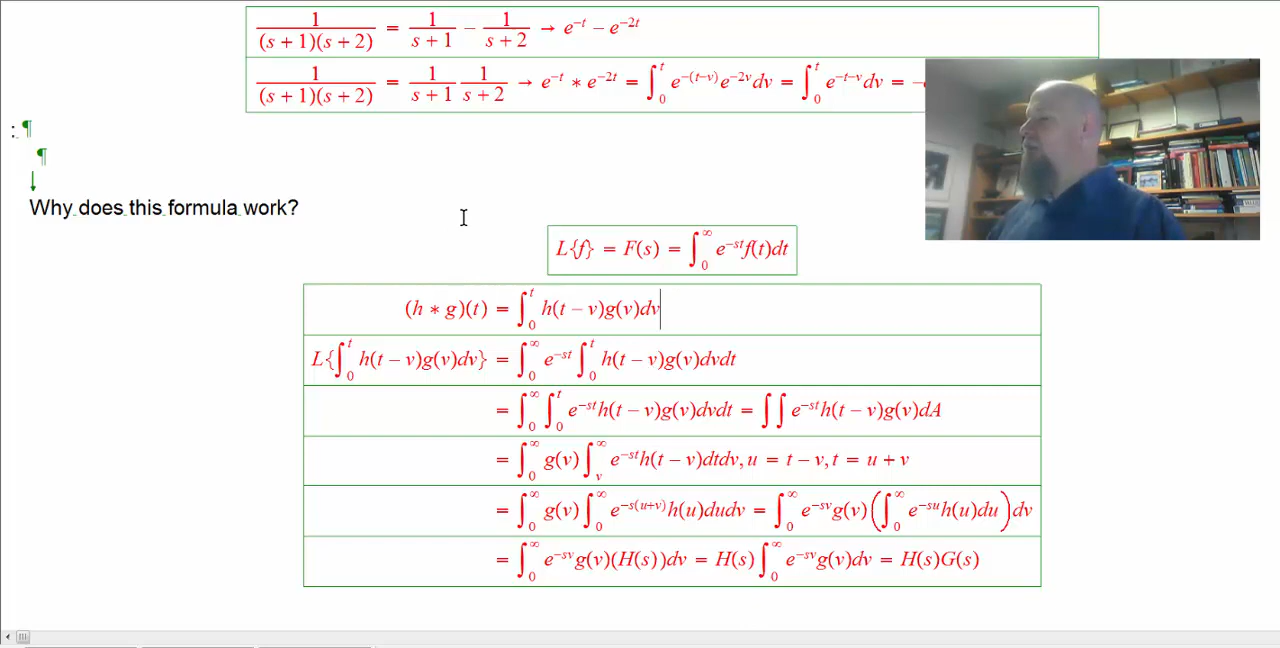 1/((s + 1)(s + 2)) = 1/(s + 1) − 1/(s + 2) → e^{−t} − e^{−2t}
1/((s + 1)(s + 2)) = 1/(s + 1) 1/(s + 2) → e^{−t} * e^{−2t} = ∫_0^t e^{−(t−v)}e^{−2v}dv = ∫_0^t e^{−t−v}dv = −
: ¶
¶
↓
Why does this formula work?
L{f} = F(s) = ∫_0^∞ e^{−st}f(t)dt
(h * g)(t) = ∫_0^t h(t − v)g(v)dv
L{∫_0^t h(t − v)g(v)dv} = ∫_0^∞ e^{−st} ∫_0^t h(t − v)g(v)dvdt
= ∫_0^∞ ∫_0^t e^{−st}h(t − v)g(v)dvdt = ∫ ∫ e^{−st}h(t − v)g(v)dA
= ∫_0^∞ g(v) ∫_v^∞ e^{−st}h(t − v)dtdv, u = t − v, t = u + v
= ∫_0^∞ g(v) ∫_0^∞ e^{−s(u+v)}h(u)dudv = ∫_0^∞ e^{−sv}g(v)(∫_0^∞ e^{−su}h(u)du)dv
= ∫_0^∞ e^{−sv}g(v)(H(s))dv = H(s) ∫_0^∞ e^{−sv}g(v)dv = H(s)G(s)